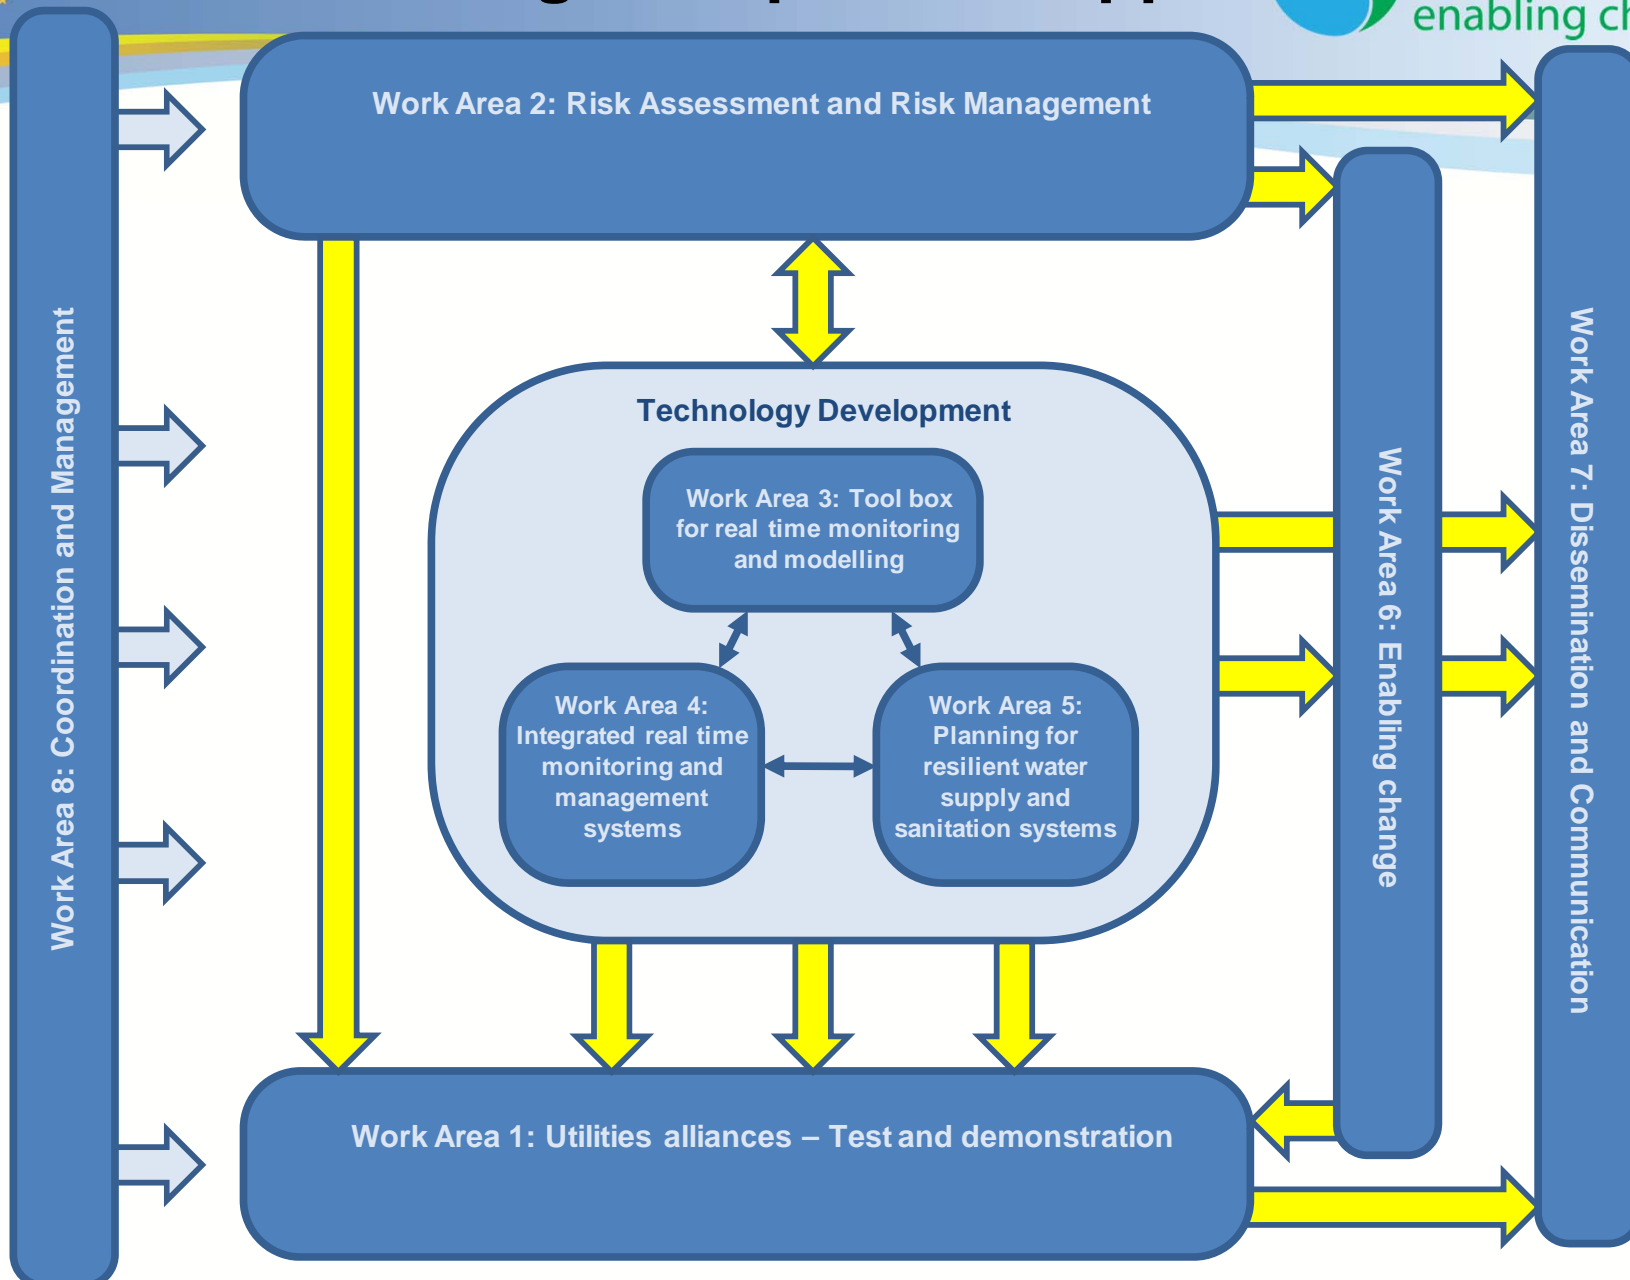 enabling
Work Area 8: Coordination and Management
Work Area 2: Risk Assessment and Risk Management
Technology Development
Work Area 3: Tool box
for real time monitoring
and modelling
Work Area 4:
Integrated real time
monitoring and
management
systems
Work Area 5:
Planning for
resilient water
supply and
sanitation systems
Work Area 6: Enabling change
Work Area 7: Dissemination and Communication
Work Area 1: Utilities alliances – Test and demonstration